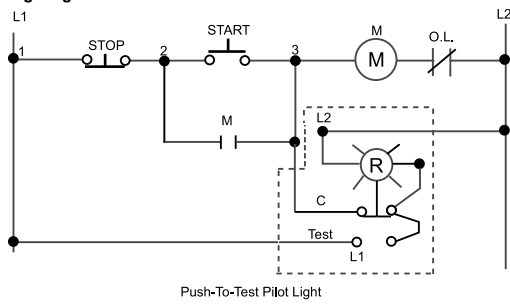 L1
L2
STOP
START
M
O.L.
1
2
3
M
M
L2
R
C
Test
L1
Push-To-Test Pilot Light